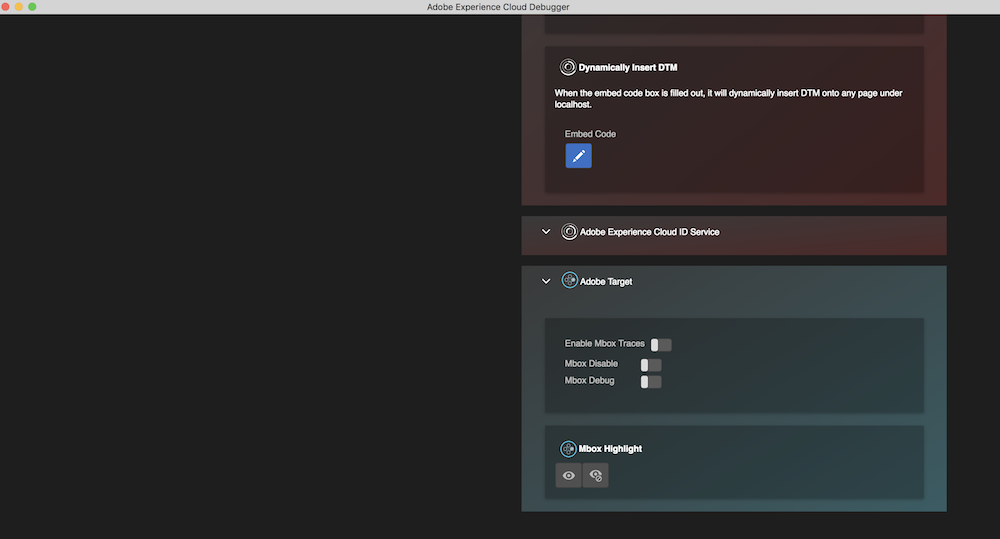 Adobe Experience Cloud Debugger
Dynamically Insert DTM
When the embed code box is filled out, it will dynamically insert DTM onto any page under
localhost.
Embed Code
Adobe Experience Cloud ID Service
Adobe Target
Enable Mbox Traces
Mbox Disable
Mbox Debug
Mbox Highlight